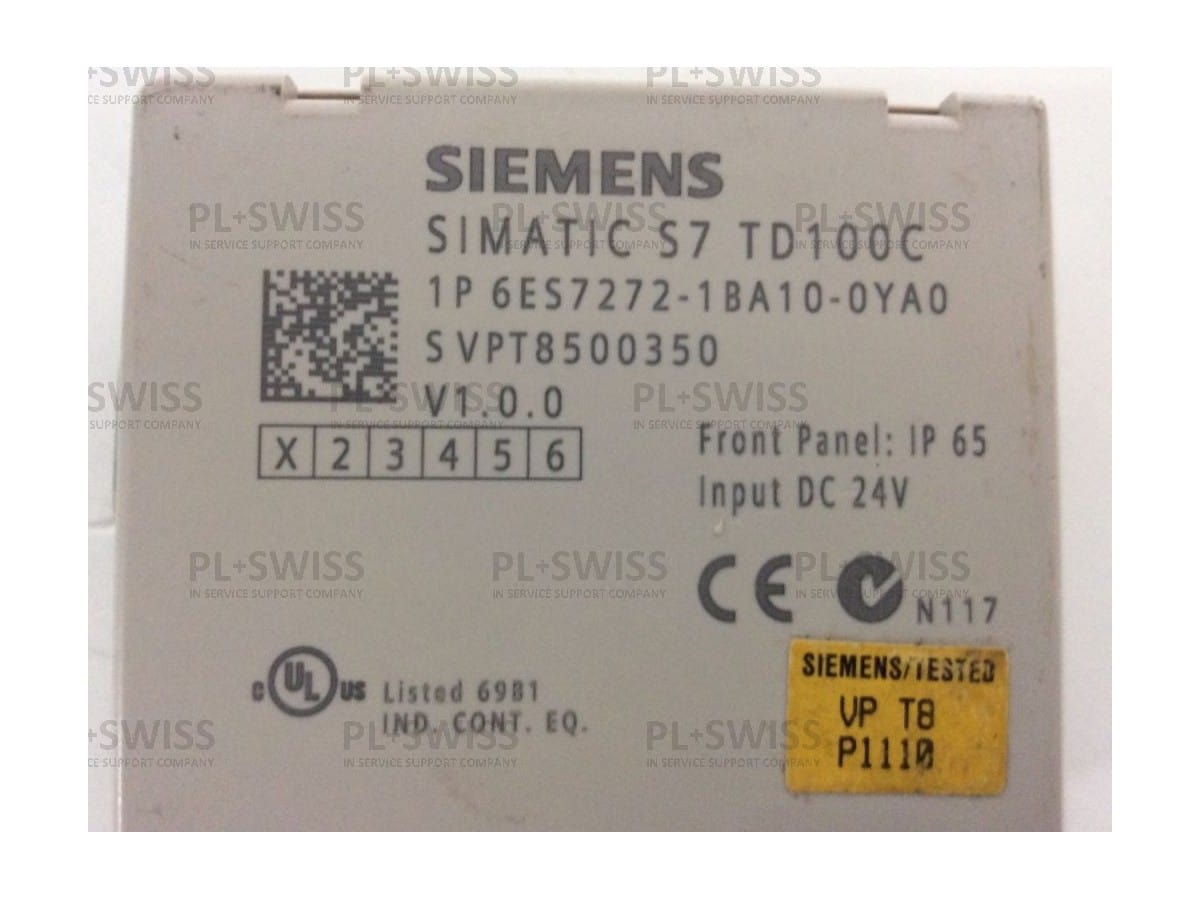 SIEMENS
SIMATIC S7 TD100C
1P 6ES7272-1BA10-0YA0
S VPT8500350
V1.0.0
X 2 3 4 5 6
Front Panel: IP 65
Input DC 24V
CE N117
C UL US Listed 69B1
IND. CONT. EQ.
SIEMENS/TESTED
VP T8
P1110
PL+SWISS
IN SERVICE SUPPORT COMPANY